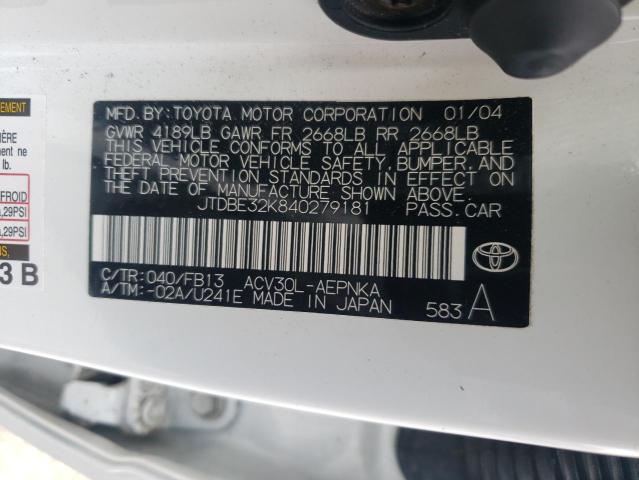 EMENT
IÈRE
ment ne
lb.
FROID
a,29PSI
a,29PSI
S,
3 B
MFD. BY: TOYOTA MOTOR CORPORATION 01/04
GVWR 4189LB GAWR FR 2668LB RR 2668LB
THIS VEHICLE CONFORMS TO ALL APPLICABLE
FEDERAL MOTOR VEHICLE SAFETY, BUMPER, AND
THEFT PREVENTION STANDARDS IN EFFECT ON
THE DATE OF MANUFACTURE SHOWN ABOVE.
JTDBE32K840279181 PASS. CAR
C/TR: 040/FB13 ACV30L-AEPNKA
A/TM: -02A/U241E MADE IN JAPAN
583 A